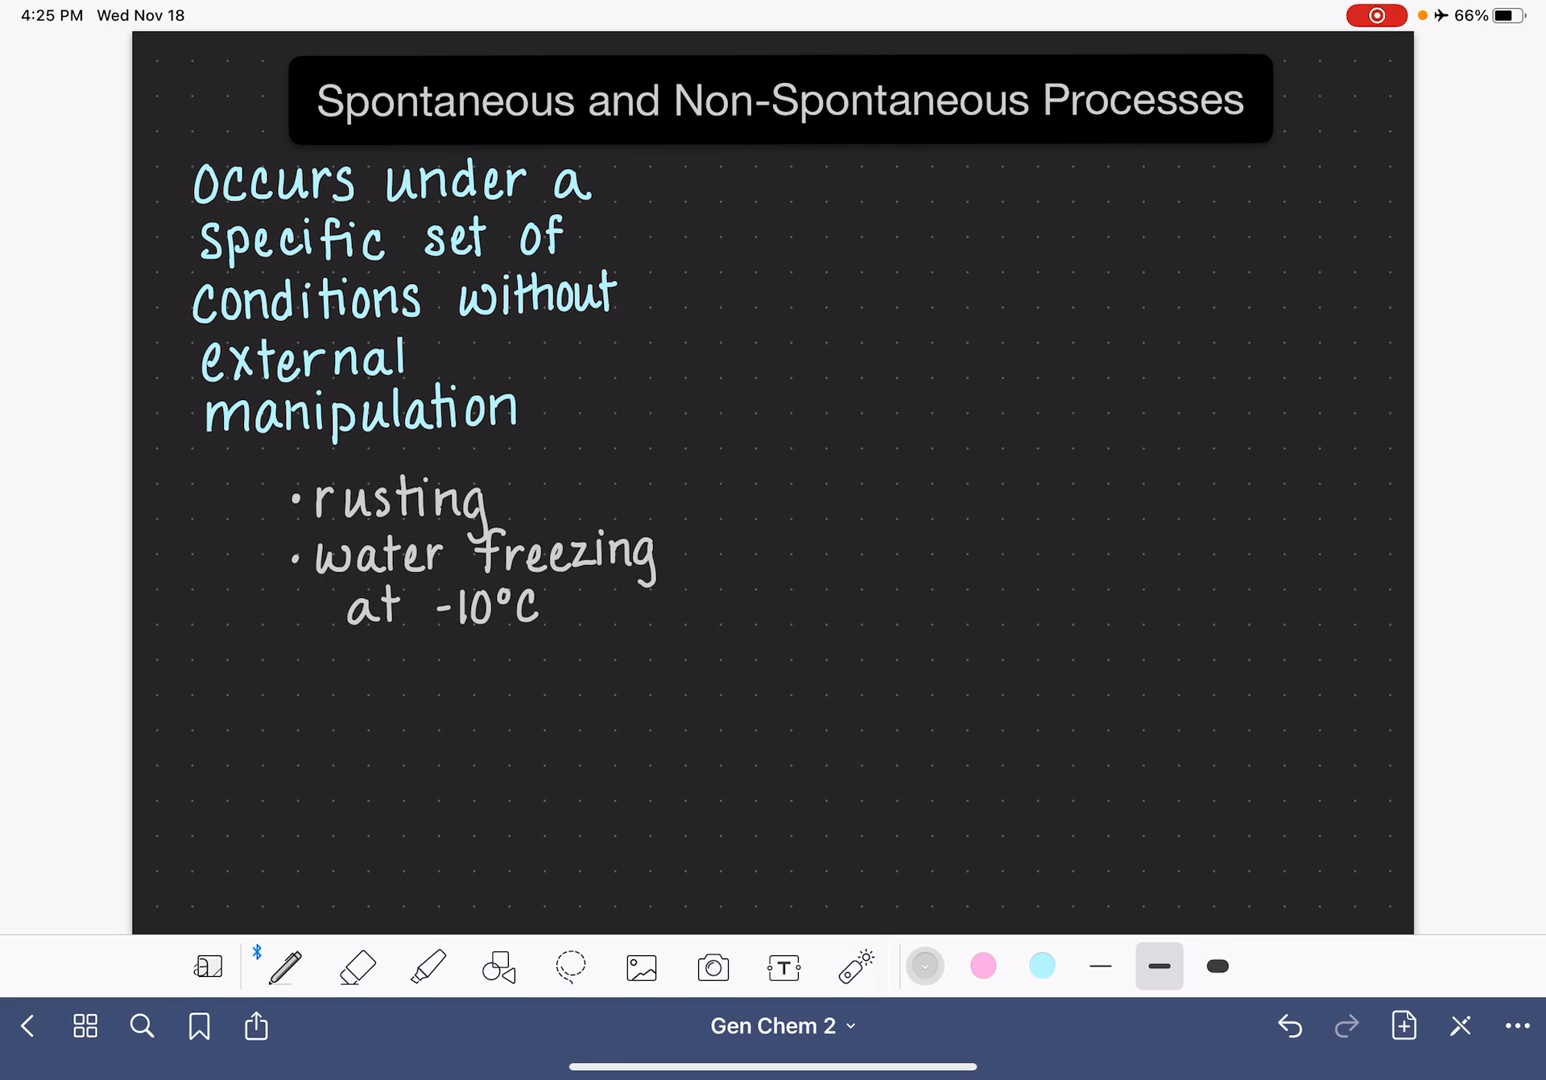 4:25 PM Wed Nov 18
66%
Spontaneous and Non-Spontaneous Processes
occurs under a
specific set of
conditions without
external
manipulation
• rusting
• water freezing
at -10°C
T
Gen Chem 2